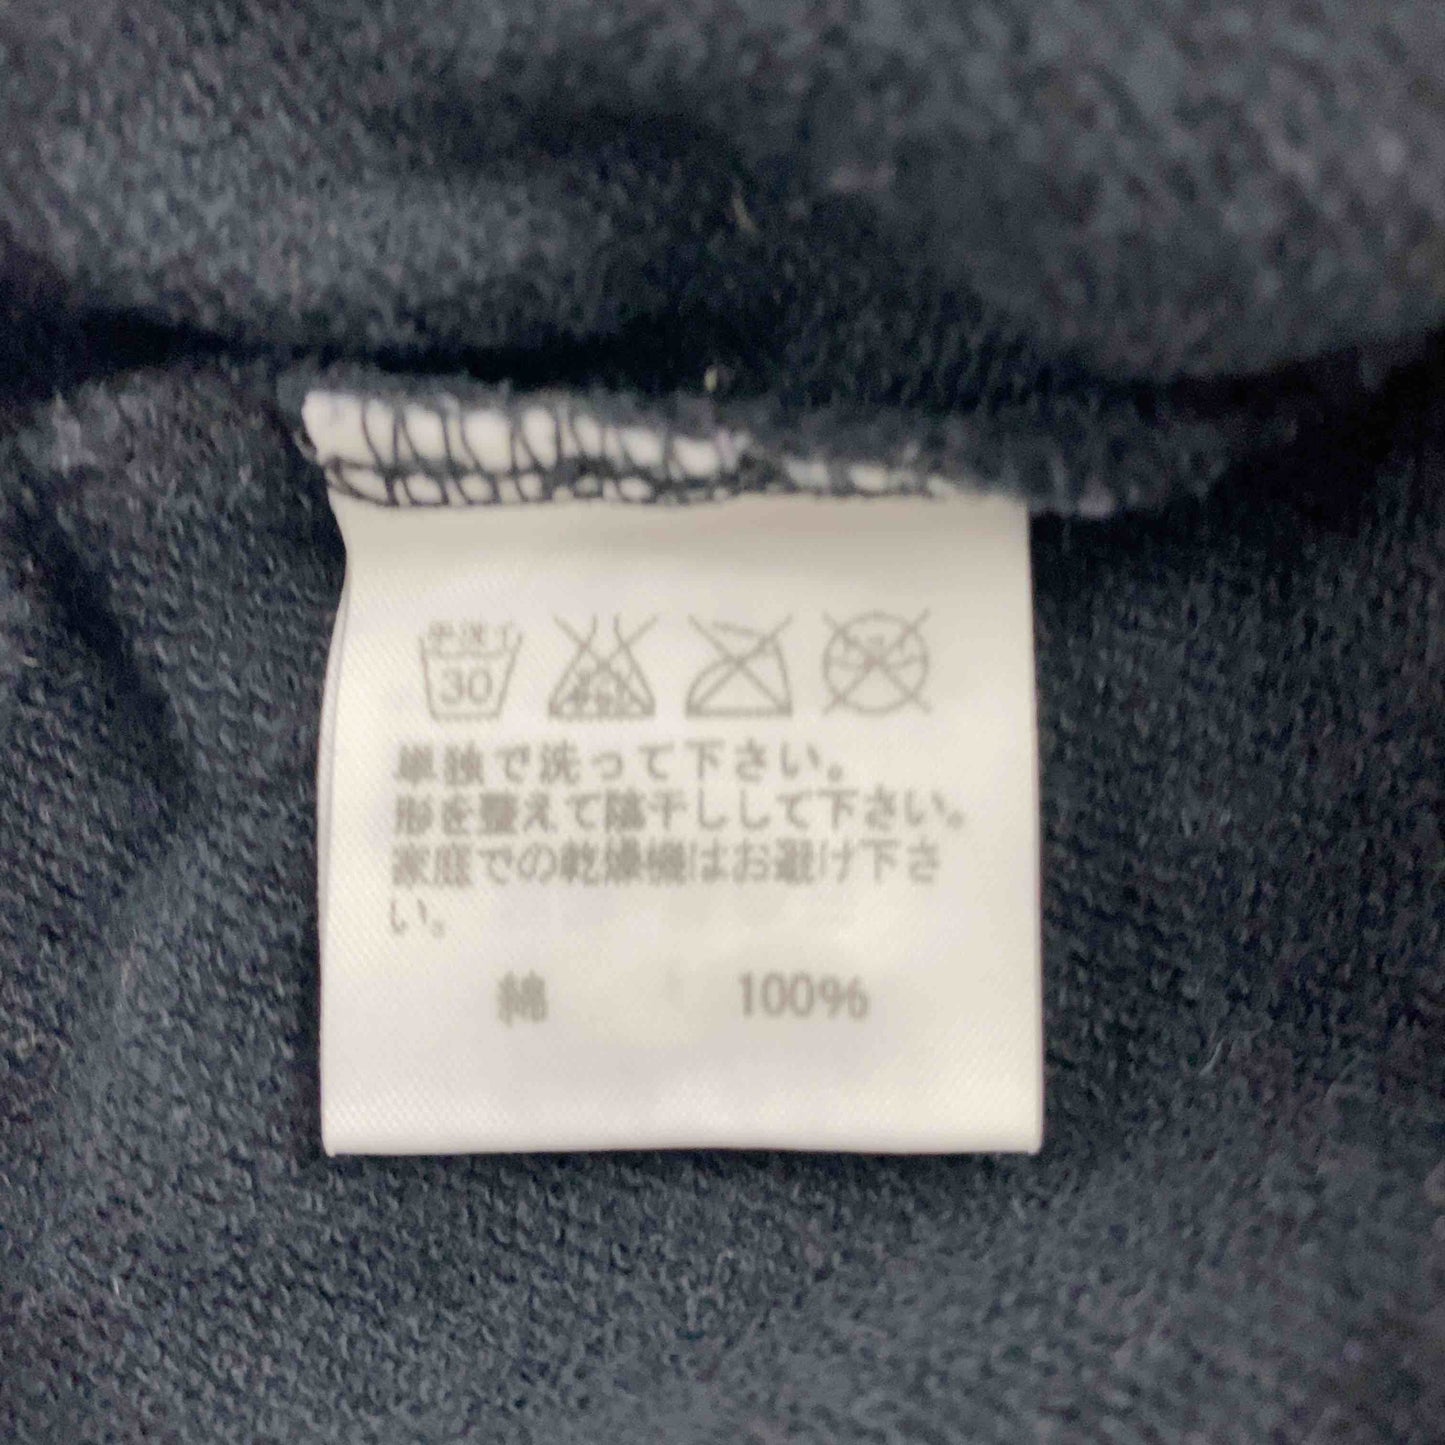 手洗イ
30
単独で洗って下さい。
形を整えて陰干しして下さい。
家庭での乾燥機はお避け下さ
い。
綿 100%